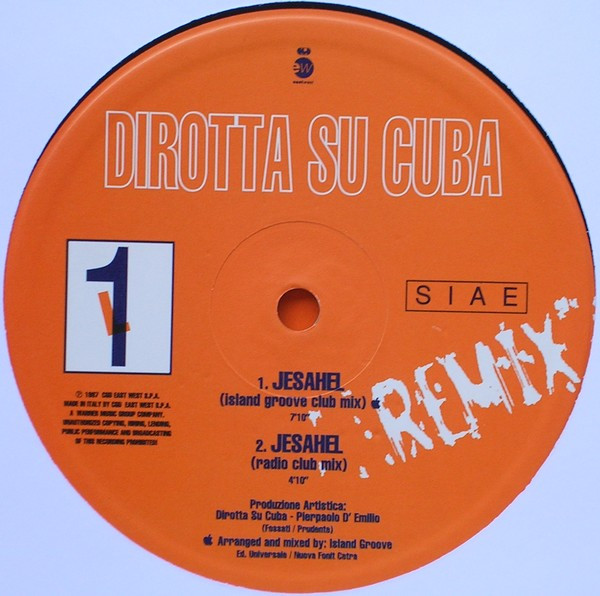 ew
DIROTTA SU CUBA
1
SIAE
REMIX
1. JESAHEL
(island groove club mix)
7'10"
2. JESAHEL
(radio club mix)
4'10"
℗ 1997 CGD EAST WEST S.P.A.
MADE IN ITALY BY CGD EAST WEST S.P.A.
A WARNER MUSIC GROUP COMPANY.
UNAUTHORIZED COPYING, HIRING, LENDING,
PUBLIC PERFORMANCE AND BROADCASTING
OF THIS RECORDING PROHIBITED
Produzione Artistica:
Dirotta Su Cuba - Pierpaolo D' Emilio
(Fossati / Prudente)
Arranged and mixed by: Island Groove
Ed. Universale / Nuova Fonit Cetra